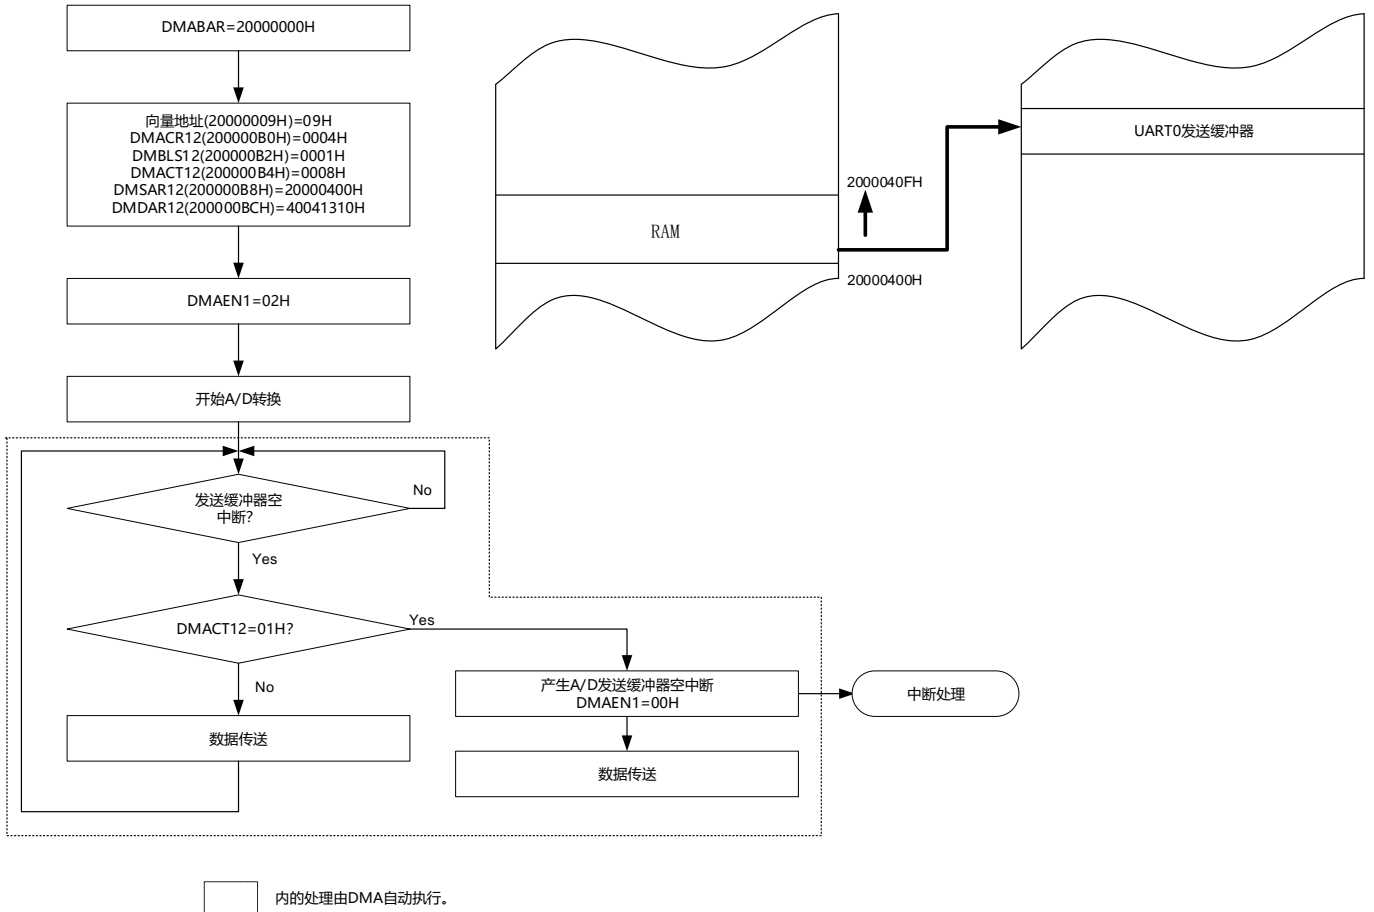 DMABAR=20000000H
向量地址(20000009H)=09H
DMACR12(200000B0H)=0004H
DMBLS12(200000B2H)=0001H
DMACT12(200000B4H)=0008H
DMSAR12(200000B8H)=20000400H
DMDAR12(200000BCH)=40041310H
DMAEN1=02H
开始A/D转换
发送缓冲器空
中断?
No
Yes
DMACT12=01H?
Yes
No
数据传送
产生A/D发送缓冲器空中断
DMAEN1=00H
数据传送
中断处理
RAM
2000040FH
20000400H
UART0发送缓冲器
内的处理由DMA自动执行。